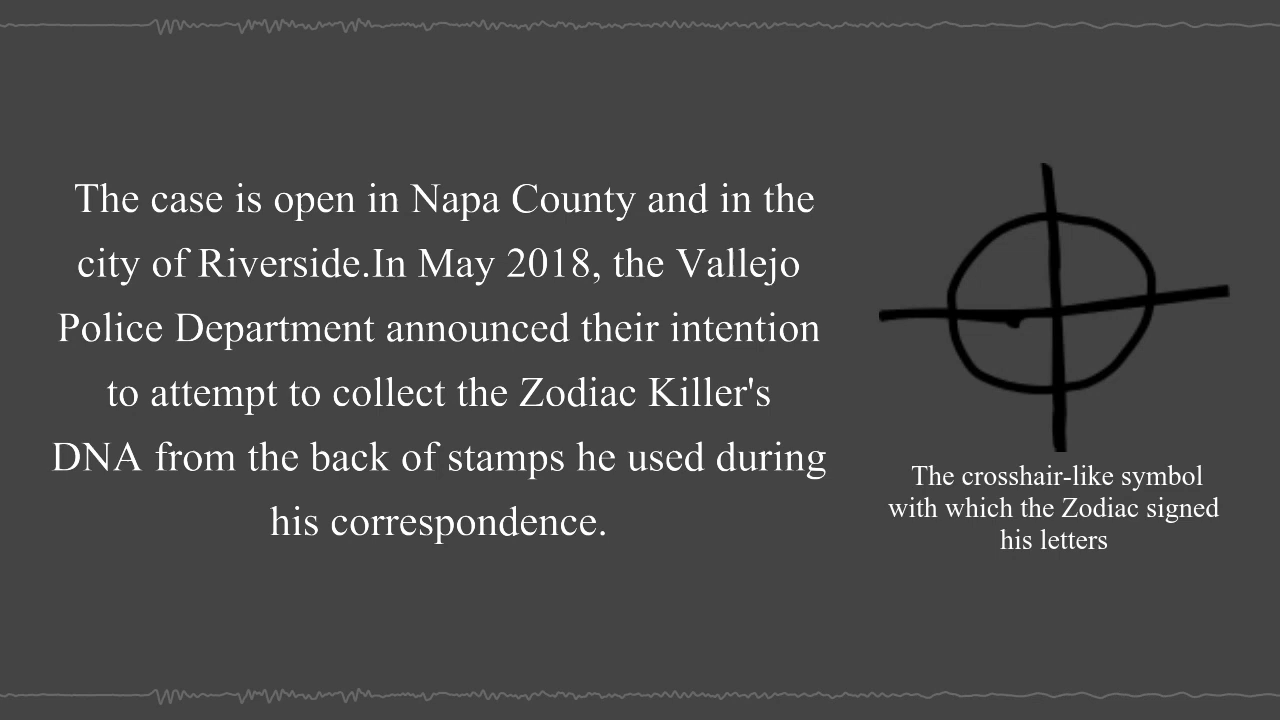 The case is open in Napa County and in the
city of Riverside.In May 2018, the Vallejo
Police Department announced their intention
to attempt to collect the Zodiac Killer's
DNA from the back of stamps he used during
his correspondence.
The crosshair-like symbol
with which the Zodiac signed
his letters